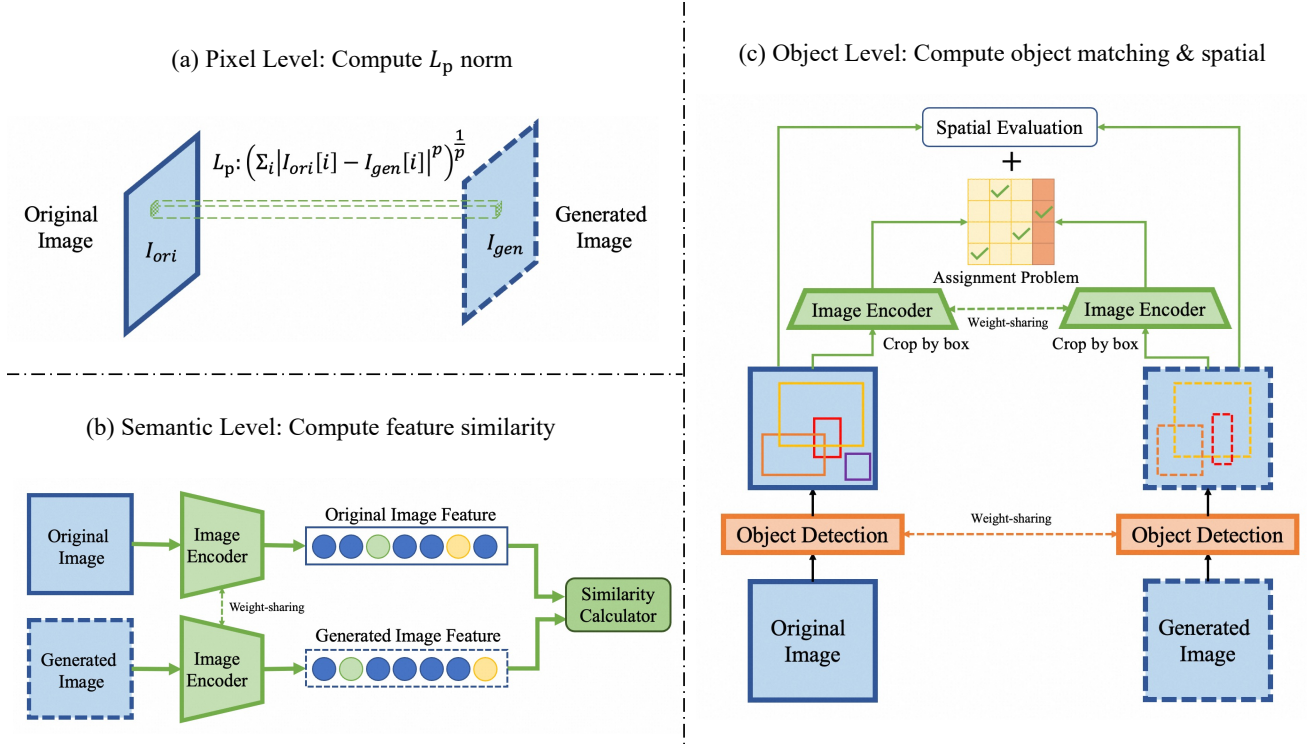 (a) Pixel Level: Compute Lₚ norm
Lₚ: (Σᵢ|Iₒᵣᵢ[i] − I_gen[i]|ᵖ)^(1/p)
Original
Image
I_ori
I_gen
Generated
Image
(b) Semantic Level: Compute feature similarity
Original
Image
Image
Encoder
Original Image Feature
Weight-sharing
Similarity
Calculator
Generated
Image
Image
Encoder
Generated Image Feature
(c) Object Level: Compute object matching & spatial
Spatial Evaluation
+
Assignment Problem
Image Encoder
Weight-sharing
Image Encoder
Crop by box
Crop by box
Object Detection
Weight-sharing
Object Detection
Original
Image
Generated
Image